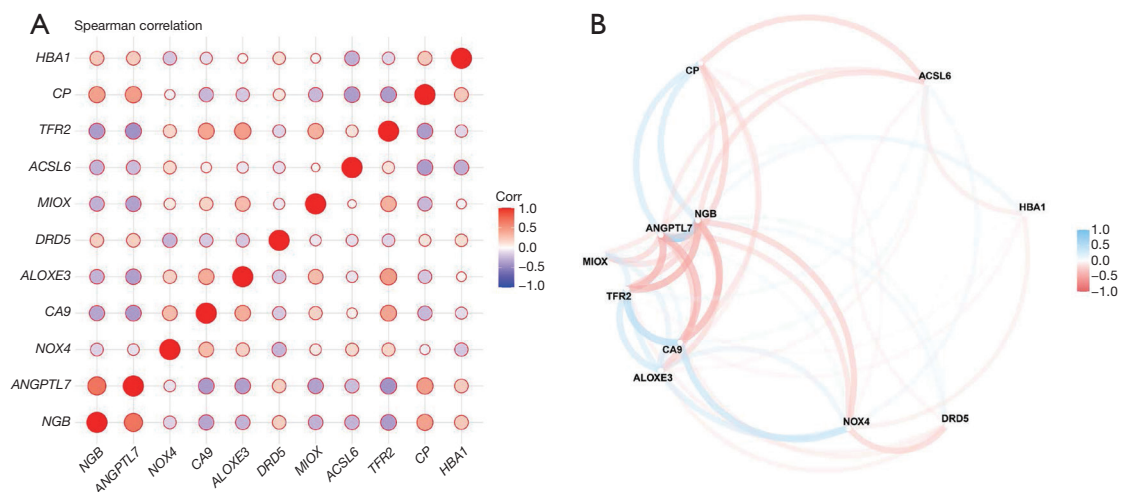 A
Spearman correlation
HBA1
CP
TFR2
ACSL6
MIOX
DRD5
ALOXE3
CA9
NOX4
ANGPTL7
NGB
NGB
ANGPTL7
NOX4
CA9
ALOXE3
DRD5
MIOX
ACSL6
TFR2
CP
HBA1
Corr
1.0
0.5
0.0
−0.5
−1.0
B
CP
ACSL6
HBA1
NGB
ANGPTL7
MIOX
TFR2
CA9
ALOXE3
NOX4
DRD5
1.0
0.5
0.0
−0.5
−1.0